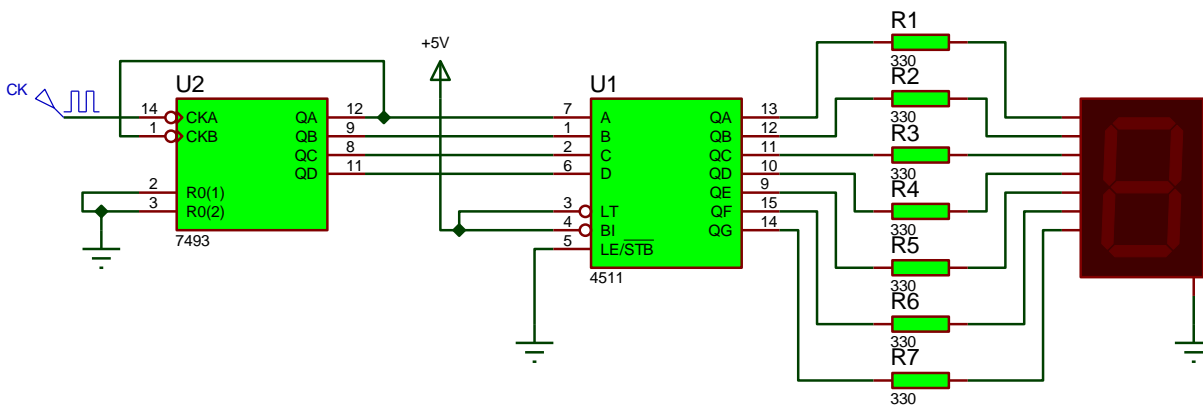 CK
U2
14
1
CKA
CKB
QA
QB
QC
QD
12
9
8
11
2
3
R0(1)
R0(2)
7493
+5V
U1
7
1
2
6
A
B
C
D
QA
QB
QC
QD
QE
QF
QG
13
12
11
10
9
15
14
3
4
5
LT
BI
LE/STB
4511
R1
330
R2
330
R3
330
R4
330
R5
330
R6
330
R7
330